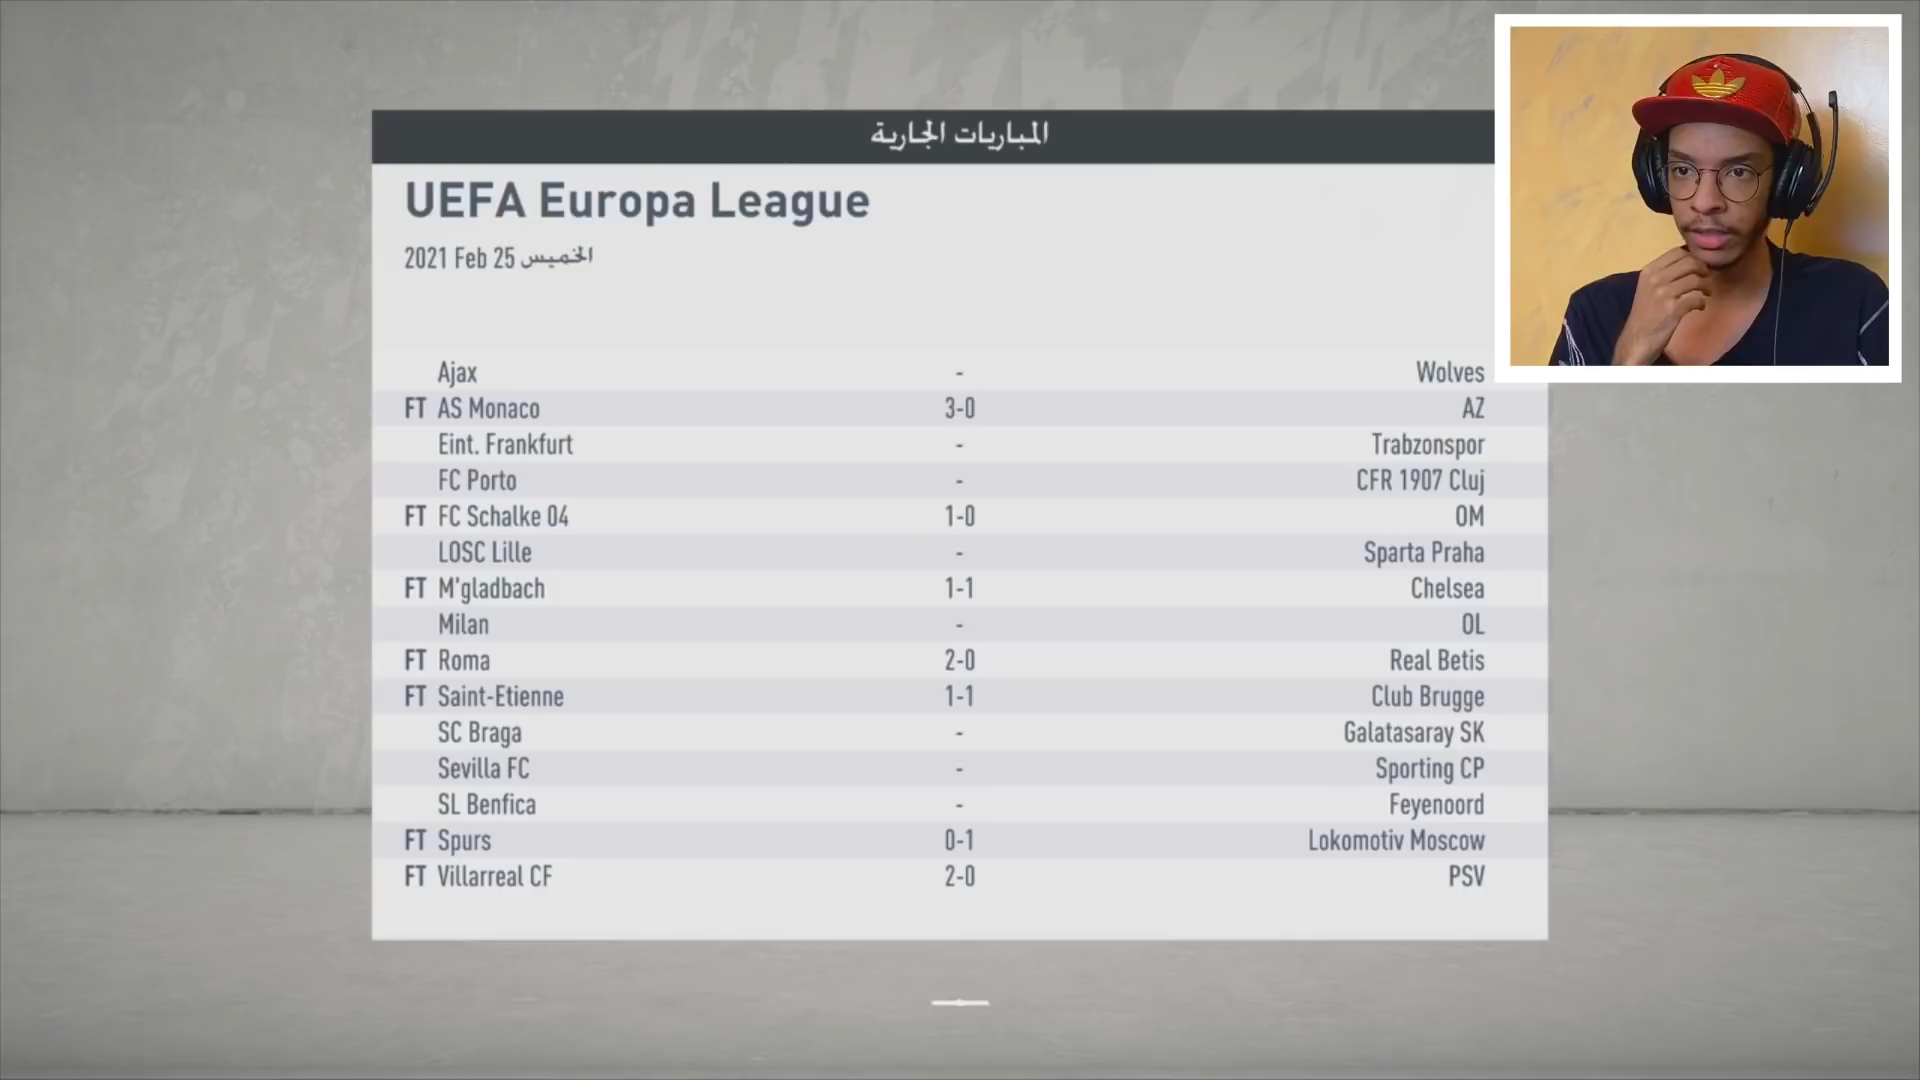 المباريات الجارية
UEFA Europa League
2021 Feb 25 الخميس
Ajax - Wolves
FT AS Monaco 3-0 AZ
Eint. Frankfurt - Trabzonspor
FC Porto - CFR 1907 Cluj
FT FC Schalke 04 1-0 OM
LOSC Lille - Sparta Praha
FT M'gladbach 1-1 Chelsea
Milan - OL
FT Roma 2-0 Real Betis
FT Saint-Etienne 1-1 Club Brugge
SC Braga - Galatasaray SK
Sevilla FC - Sporting CP
SL Benfica - Feyenoord
FT Spurs 0-1 Lokomotiv Moscow
FT Villarreal CF 2-0 PSV